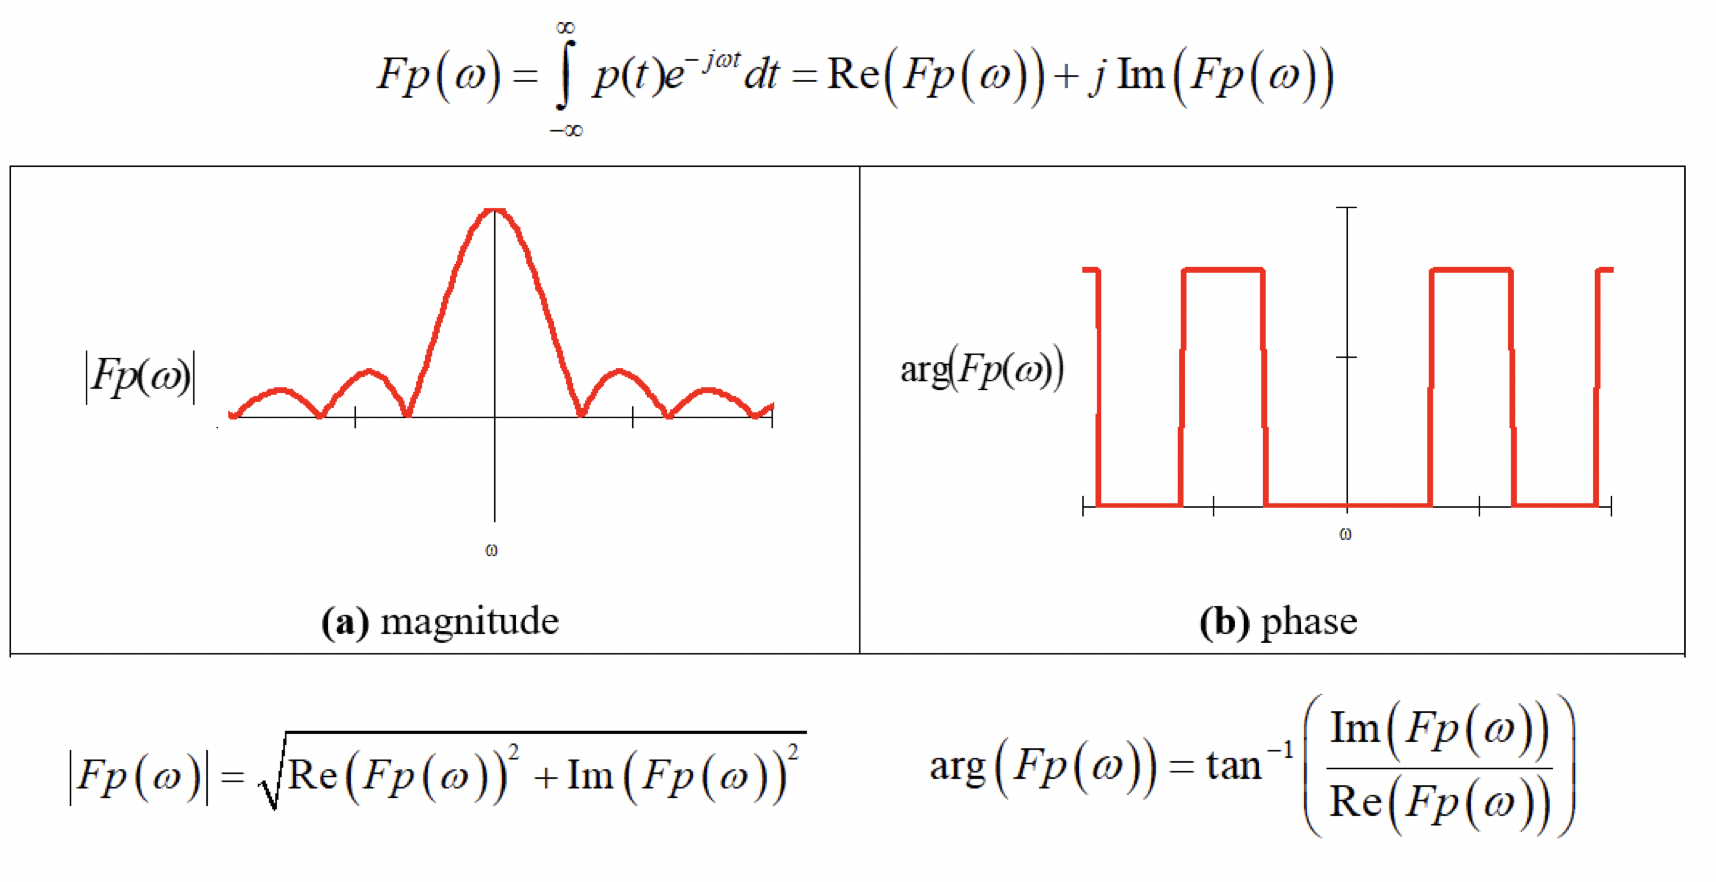 Fp(ω) = ∫_{−∞}^{∞} p(t)e^{−jωt} dt = Re(Fp(ω)) + j Im(Fp(ω))
|Fp(ω)|
ω
(a) magnitude
arg(Fp(ω))
ω
(b) phase
|Fp(ω)| = √(Re(Fp(ω))² + Im(Fp(ω))²)
arg(Fp(ω)) = tan⁻¹(Im(Fp(ω)) / Re(Fp(ω)))